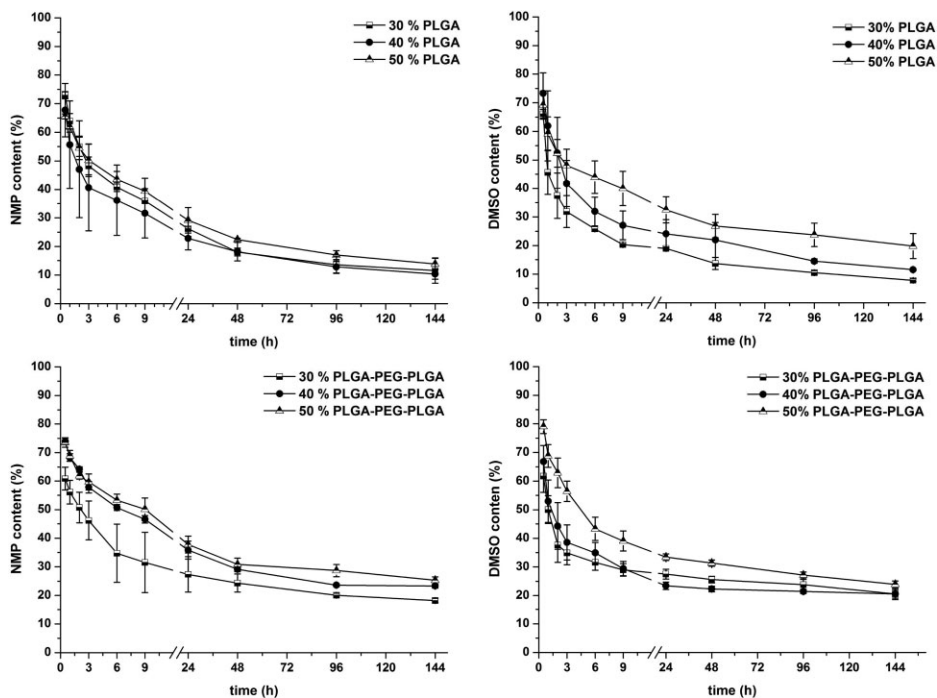 100
90
80
70
60
50
40
30
20
10
0
NMP content (%)
30 % PLGA
40 % PLGA
50 % PLGA
0 3 6 9 24 48 72 96 120 144
time (h)
100
90
80
70
60
50
40
30
20
10
0
DMSO content (%)
30% PLGA
40% PLGA
50% PLGA
0 3 6 9 24 48 72 96 120 144
time (h)
100
90
80
70
60
50
40
30
20
10
0
NMP content (%)
30 % PLGA-PEG-PLGA
40 % PLGA-PEG-PLGA
50 % PLGA-PEG-PLGA
0 3 6 9 24 48 72 96 120 144
time (h)
100
90
80
70
60
50
40
30
20
10
0
DMSO conten (%)
30% PLGA-PEG-PLGA
40% PLGA-PEG-PLGA
50% PLGA-PEG-PLGA
0 3 6 9 24 48 72 96 120 144
time (h)